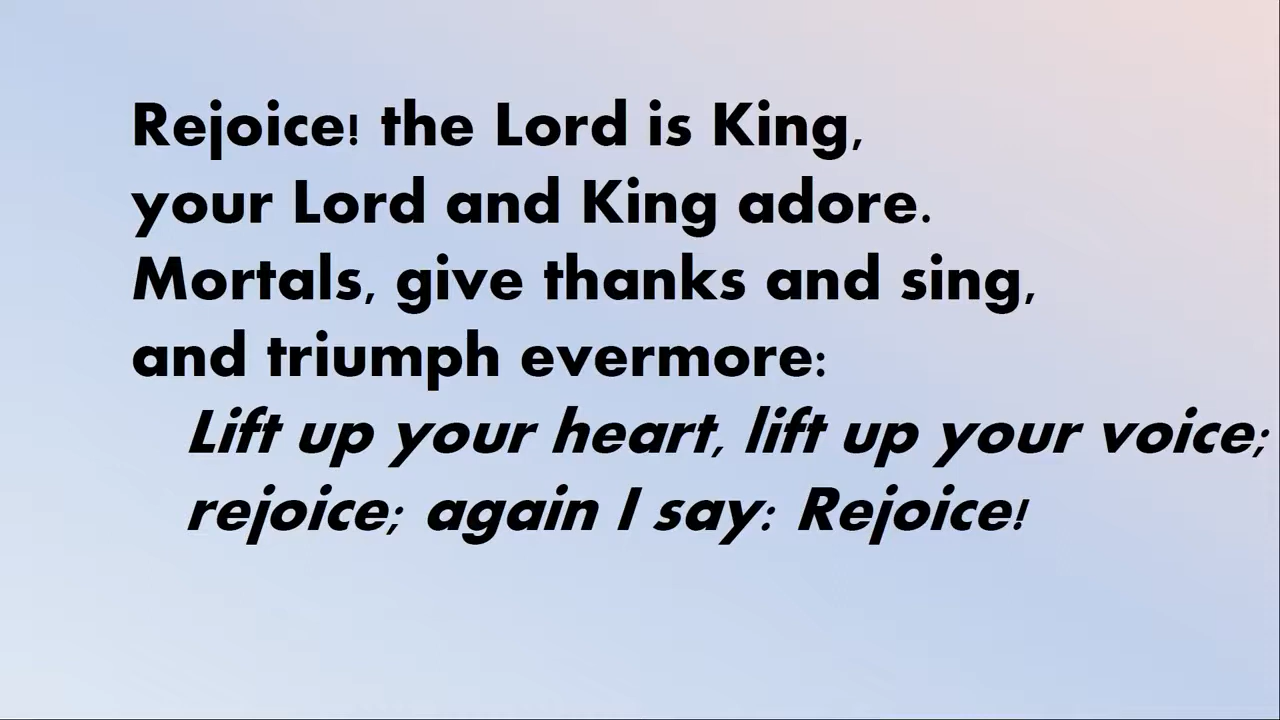 Rejoice! the Lord is King,
your Lord and King adore.
Mortals, give thanks and sing,
and triumph evermore:
Lift up your heart, lift up your voice;
rejoice; again I say: Rejoice!